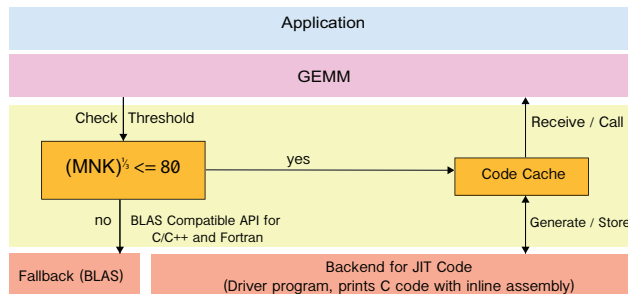 Application
GEMM
Check Threshold
Receive / Call
(MNK)^⅓ <= 80
yes
Code Cache
no
BLAS Compatible API for
C/C++ and Fortran
Generate / Store
Fallback (BLAS)
Backend for JIT Code
(Driver program, prints C code with inline assembly)